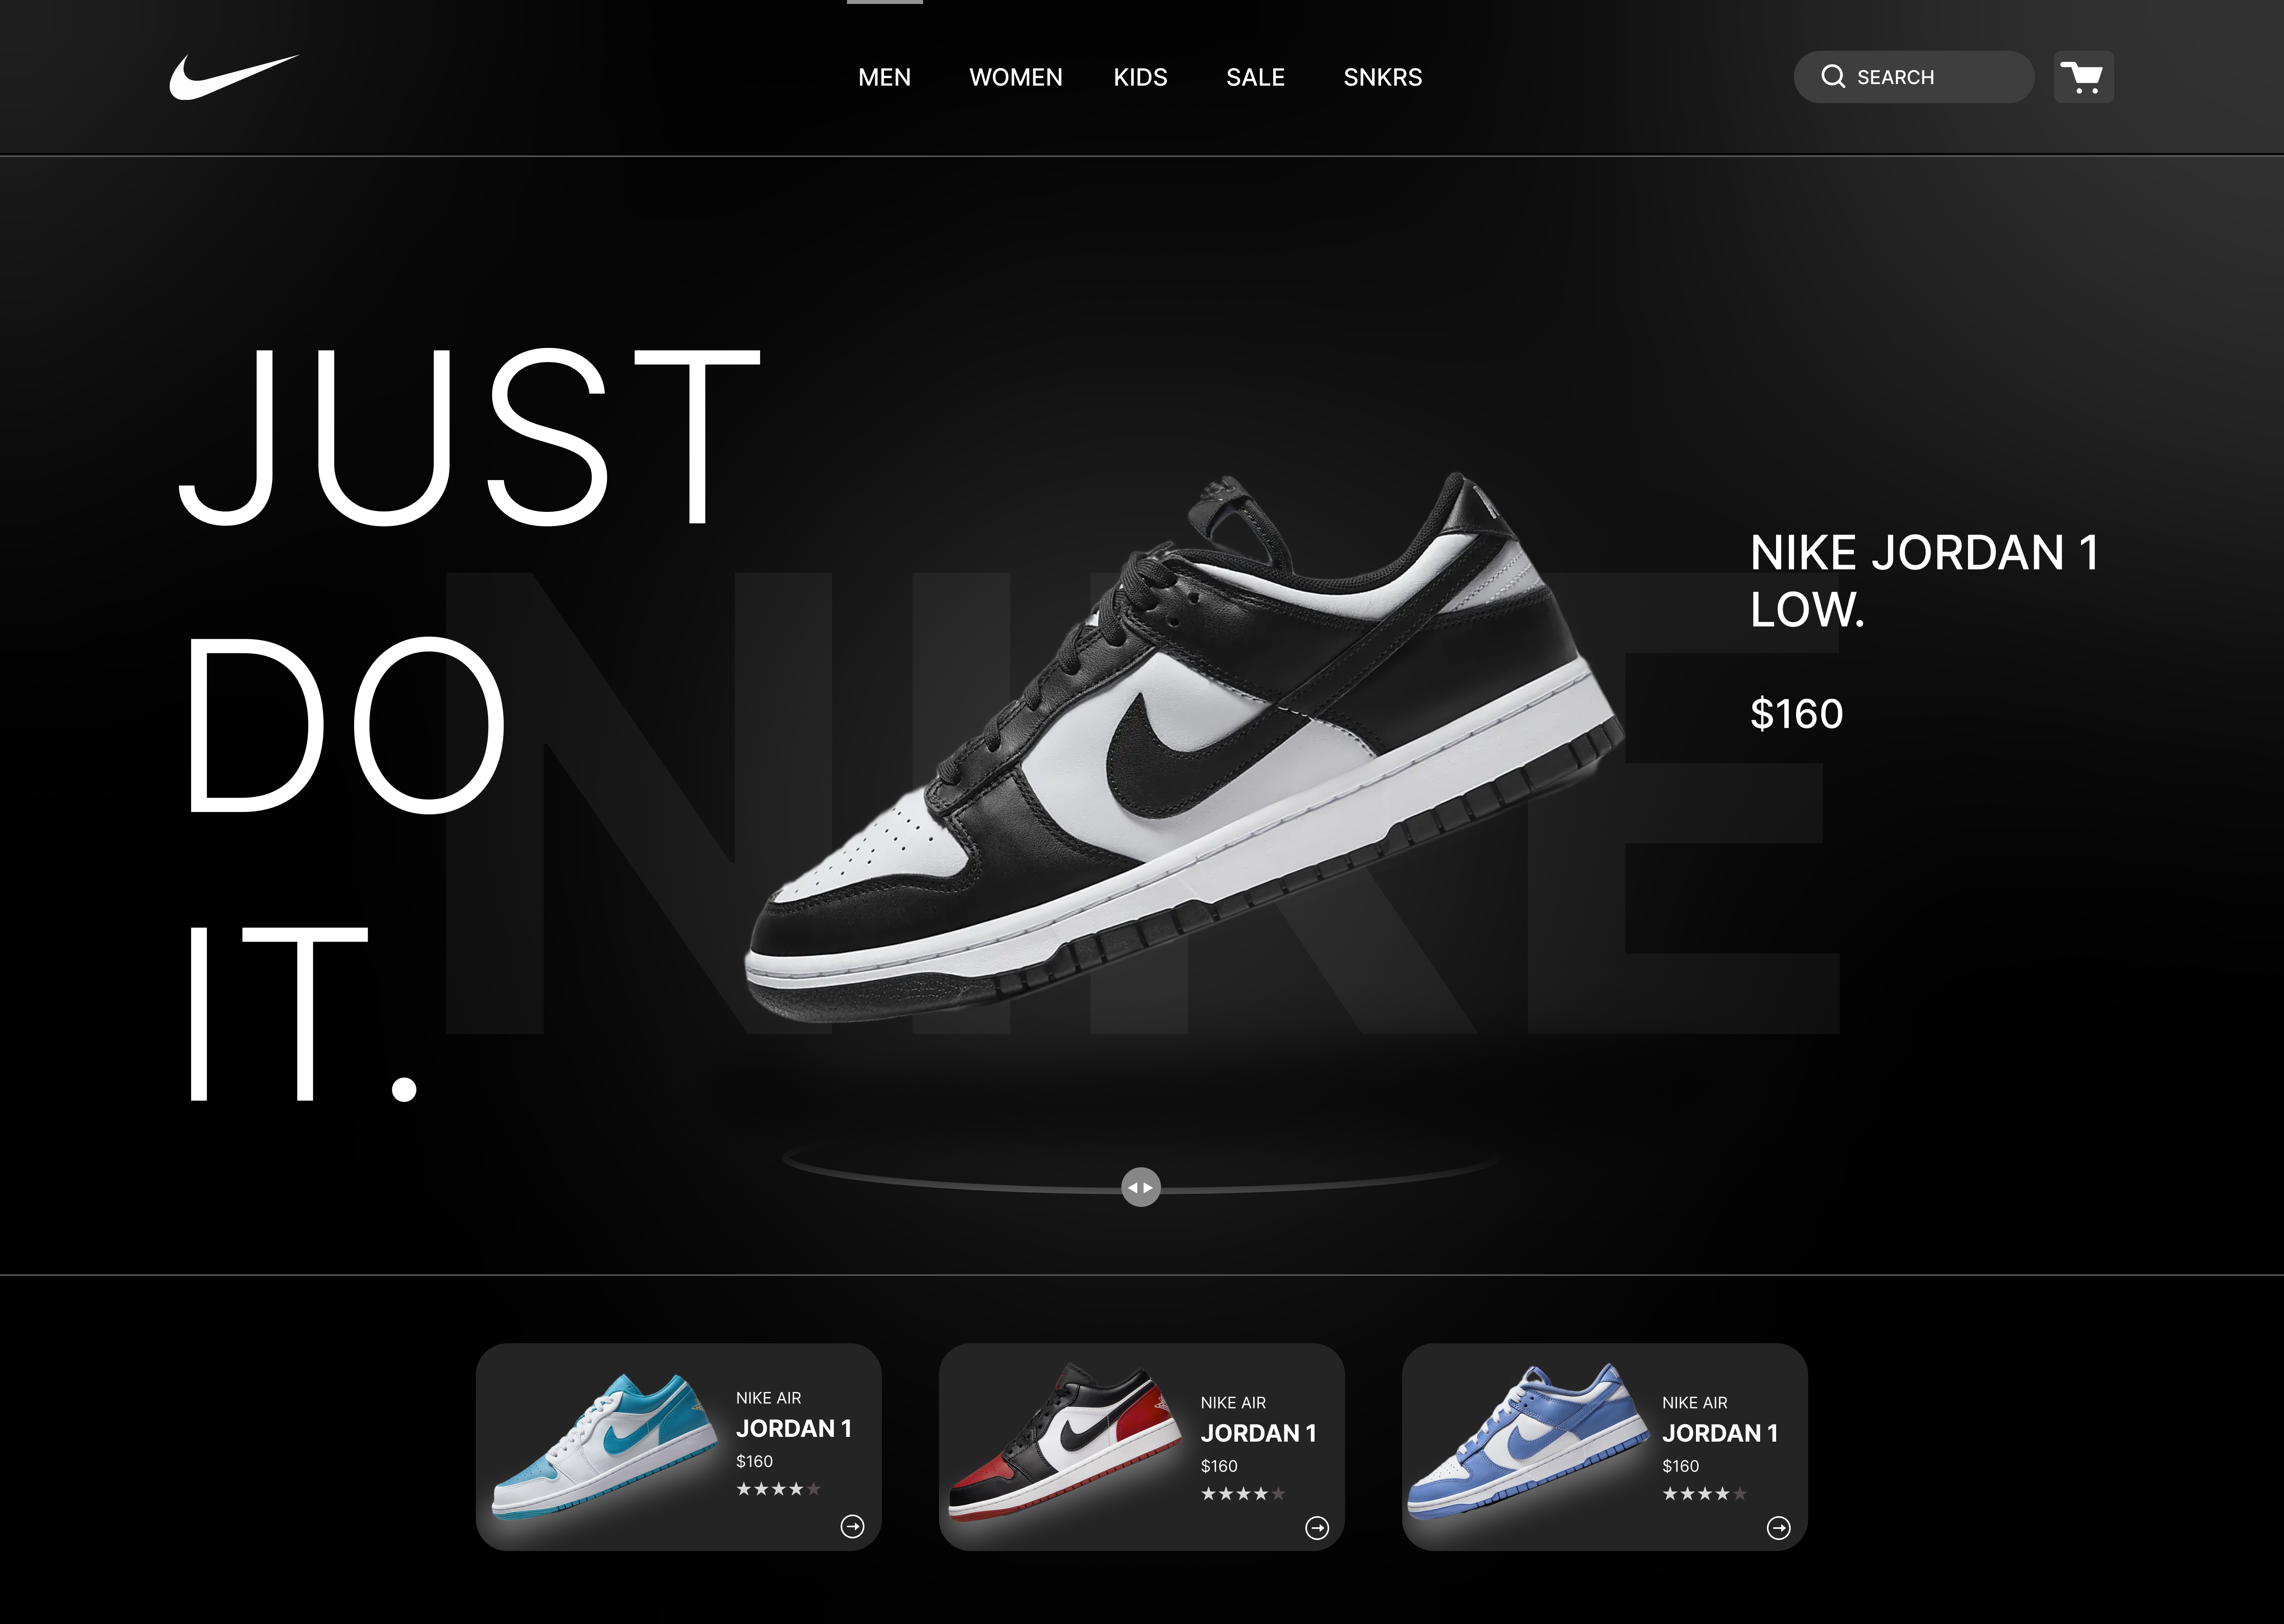 MEN WOMEN KIDS SALE SNKRS SEARCH
JUST
DO
IT.
NIKE
NIKE JORDAN 1
LOW.
$160
NIKE AIR
JORDAN 1
$160
NIKE AIR
JORDAN 1
$160
NIKE AIR
JORDAN 1
$160